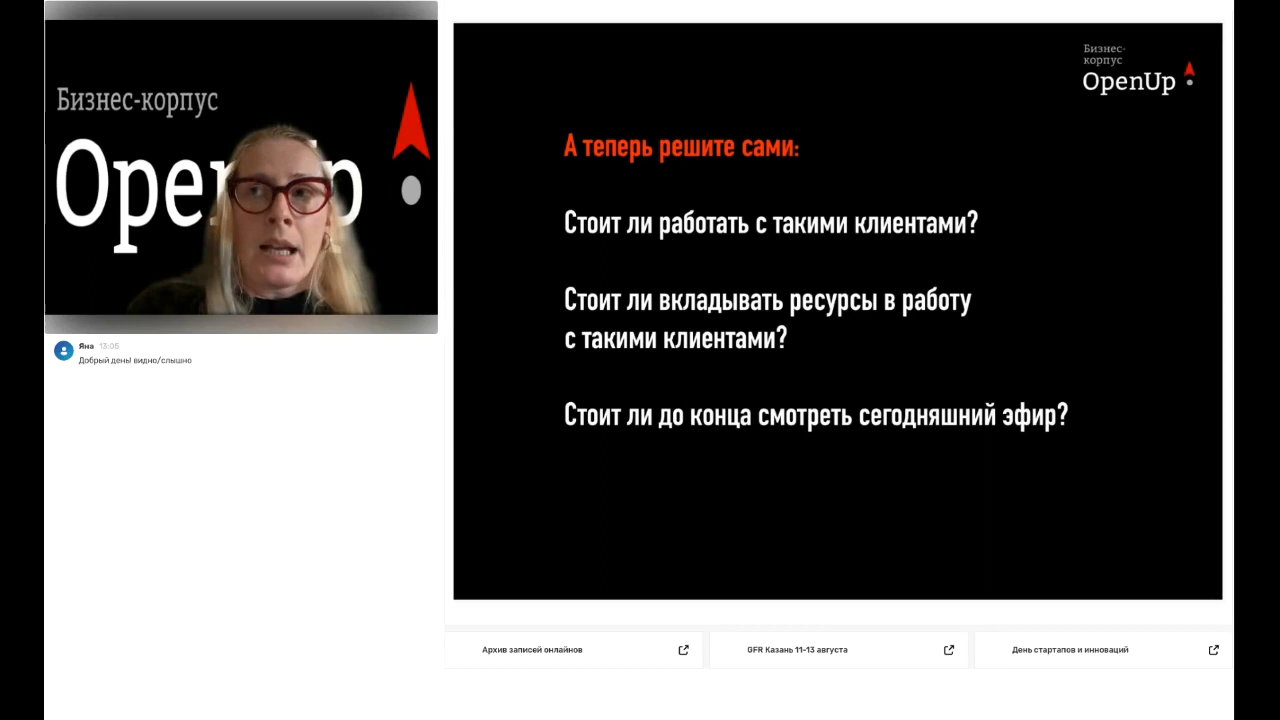 Бизнес-корпус
Яна 13:05
Добрый день! видно/слышно
Бизнес-
корпус
OpenUp
А теперь решите сами:
Стоит ли работать с такими клиентами?
Стоит ли вкладывать ресурсы в работу
с такими клиентами?
Стоит ли до конца смотреть сегодняшний эфир?
Архив записей онлайнов
GFR Казань 11-13 августа
День стартапов и инноваций